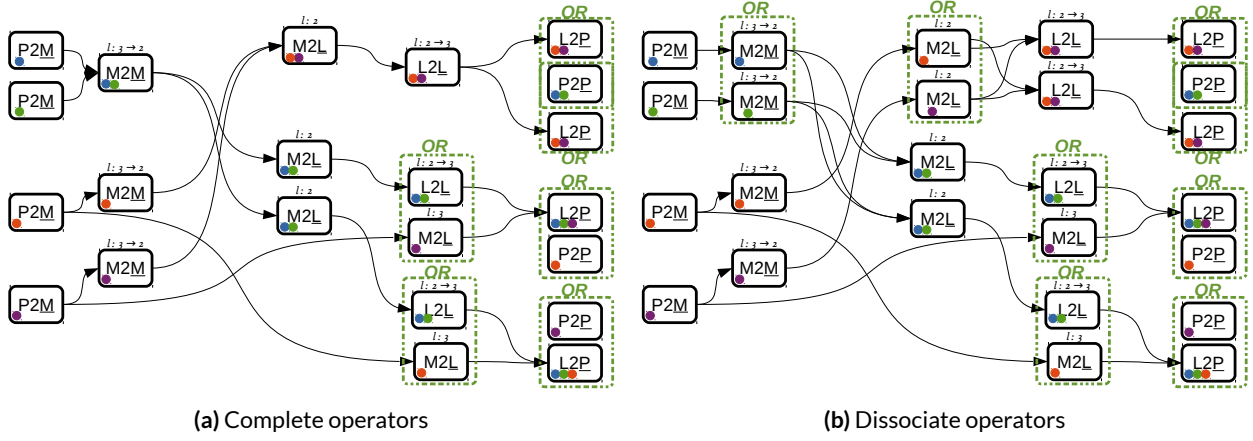 OR
P2M
l: 3 → 2
M2M
P2M
l: 2
M2L
l: 2 → 3
L2L
L2P
P2P
L2P
l: 2
M2L
l: 2
M2L
OR
l: 2 → 3
L2L
l: 3
M2L
OR
L2P
P2P
P2M
l: 3 → 2
M2M
P2M
l: 3 → 2
M2M
OR
l: 2 → 3
L2L
l: 3
M2L
OR
P2P
L2P
(a) Complete operators
OR
P2M
l: 3 → 2
M2M
P2M
l: 3 → 2
M2M
OR
l: 2
M2L
l: 2
M2L
l: 2 → 3
L2L
l: 2 → 3
L2L
OR
L2P
P2P
L2P
l: 2
M2L
l: 2
M2L
OR
l: 2 → 3
L2L
l: 3
M2L
OR
L2P
P2P
P2M
l: 3 → 2
M2M
P2M
l: 3 → 2
M2M
OR
l: 2 → 3
L2L
l: 3
M2L
OR
P2P
L2P
(b) Dissociate operators